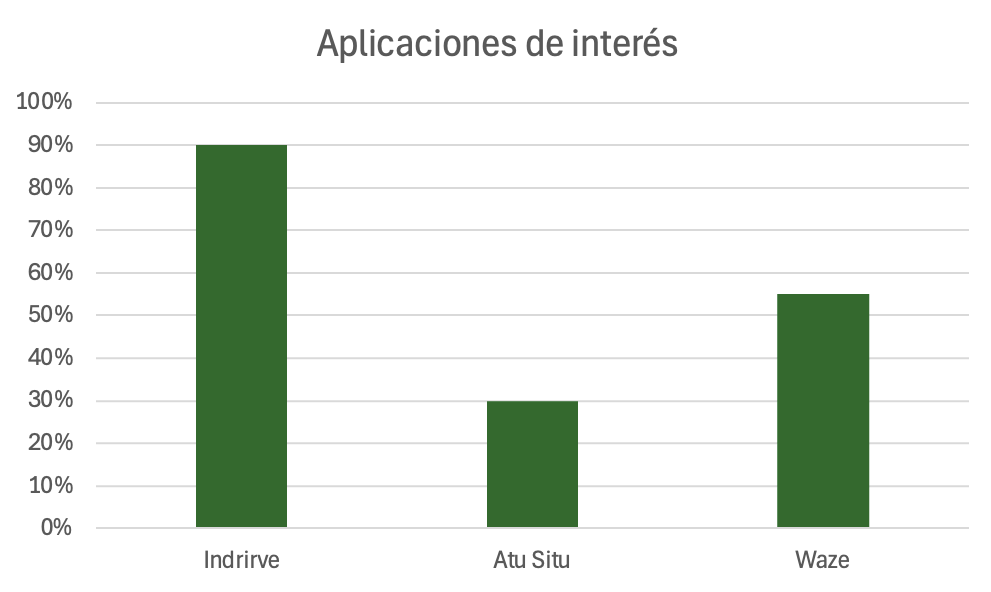 Aplicaciones de interés
100%
90%
80%
70%
60%
50%
40%
30%
20%
10%
0%
Indrirve
Atu Situ
Waze